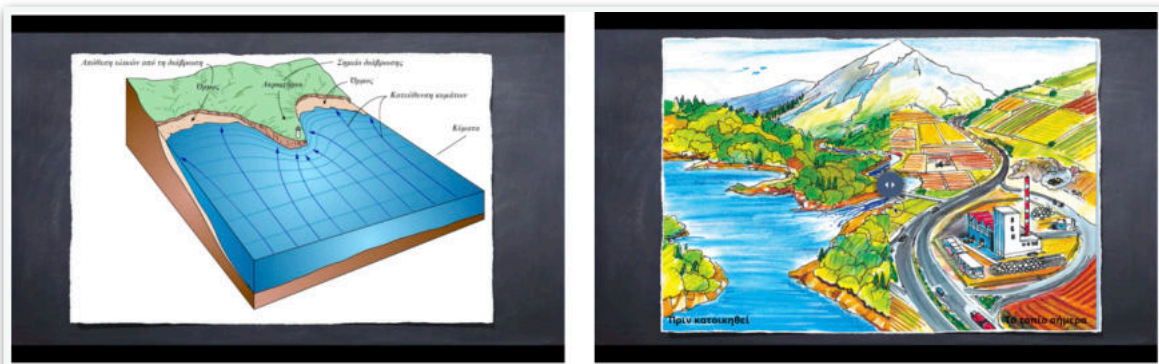 Απόθεση υλικών από τη διάβρωση
Σημείο διάβρωσης
Όρμος
Ακρωτήριο
Όρμος
Κατεύθυνση κυμάτων
Κύματα
Πριν κατοικηθεί
Το τοπίο σήμερα